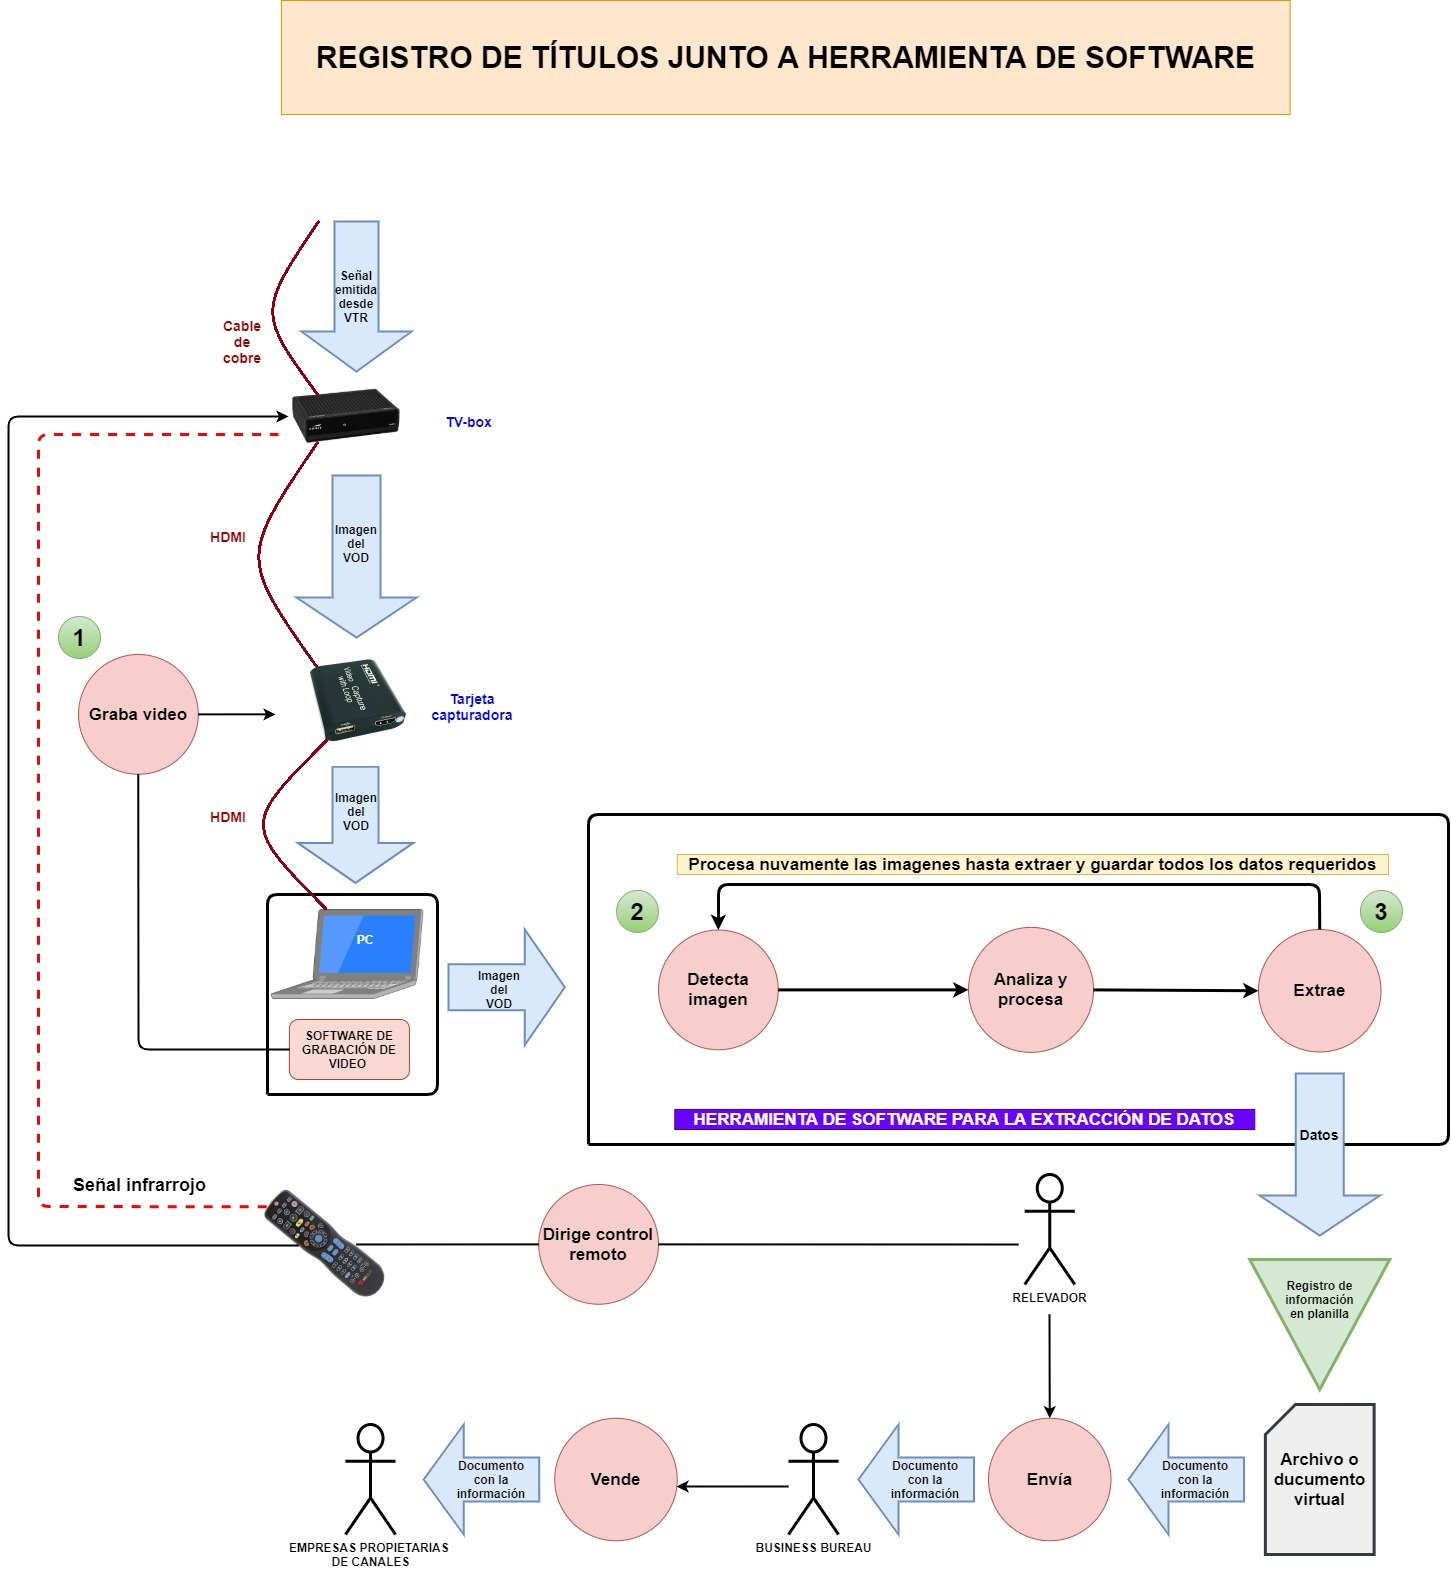 REGISTRO DE TÍTULOS JUNTO A HERRAMIENTA DE SOFTWARE
Señal
emitida
desde
VTR
Cable
de
cobre
TV-box
Imagen
del
VOD
HDMI
1
Graba video
HDMI
Video Capture
with Loop
Tarjeta
capturadora
Imagen
del
VOD
HDMI
PC
SOFTWARE DE
GRABACIÓN DE
VIDEO
Imagen
del
VOD
Procesa nuvamente las imagenes hasta extraer y guardar todos los datos requeridos
2
3
Detecta
imagen
Analiza y
procesa
Extrae
HERRAMIENTA DE SOFTWARE PARA LA EXTRACCIÓN DE DATOS
Datos
Señal infrarrojo
Dirige control
remoto
RELEVADOR
Registro de
información
en planilla
Archivo o
ducumento
virtual
Documento
con la
información
Envía
Documento
con la
información
BUSINESS BUREAU
Vende
Documento
con la
información
EMPRESAS PROPIETARIAS
DE CANALES